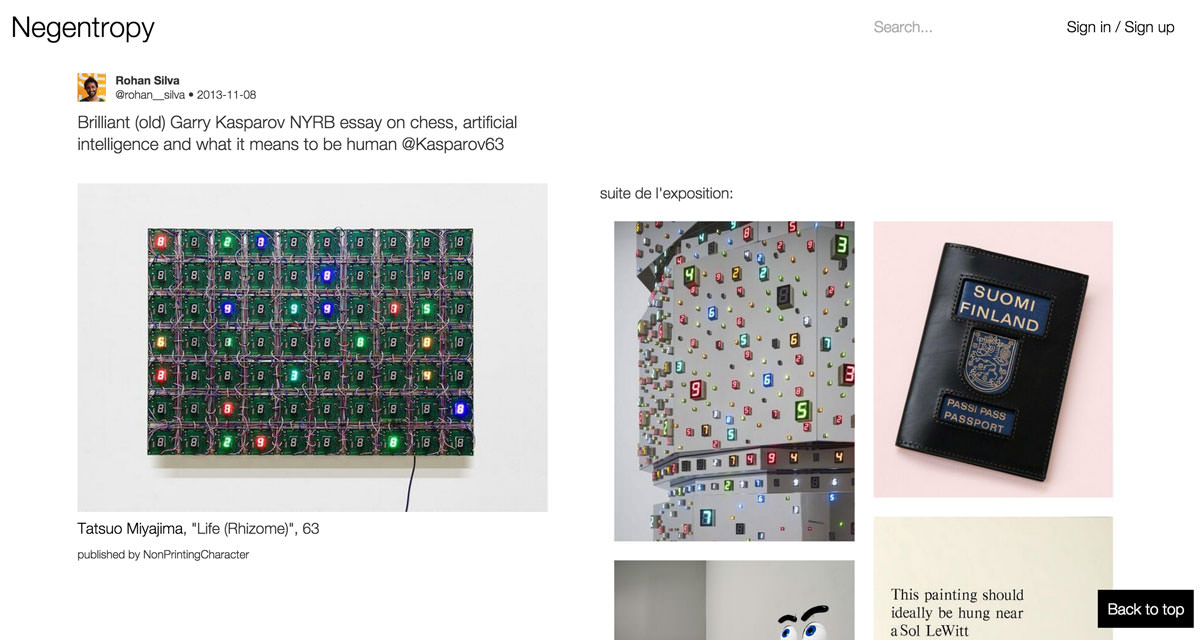 Negentropy
Search...
Sign in / Sign up
Rohan Silva
@rohan__silva • 2013-11-08
Brilliant (old) Garry Kasparov NYRB essay on chess, artificial
intelligence and what it means to be human @Kasparov63
Tatsuo Miyajima, "Life (Rhizome)", 63
published by NonPrintingCharacter
suite de l'exposition:
SUOMI
FINLAND
PASSI PASS
PASSPORT
This painting should
ideally be hung near
a Sol LeWitt
Back to top